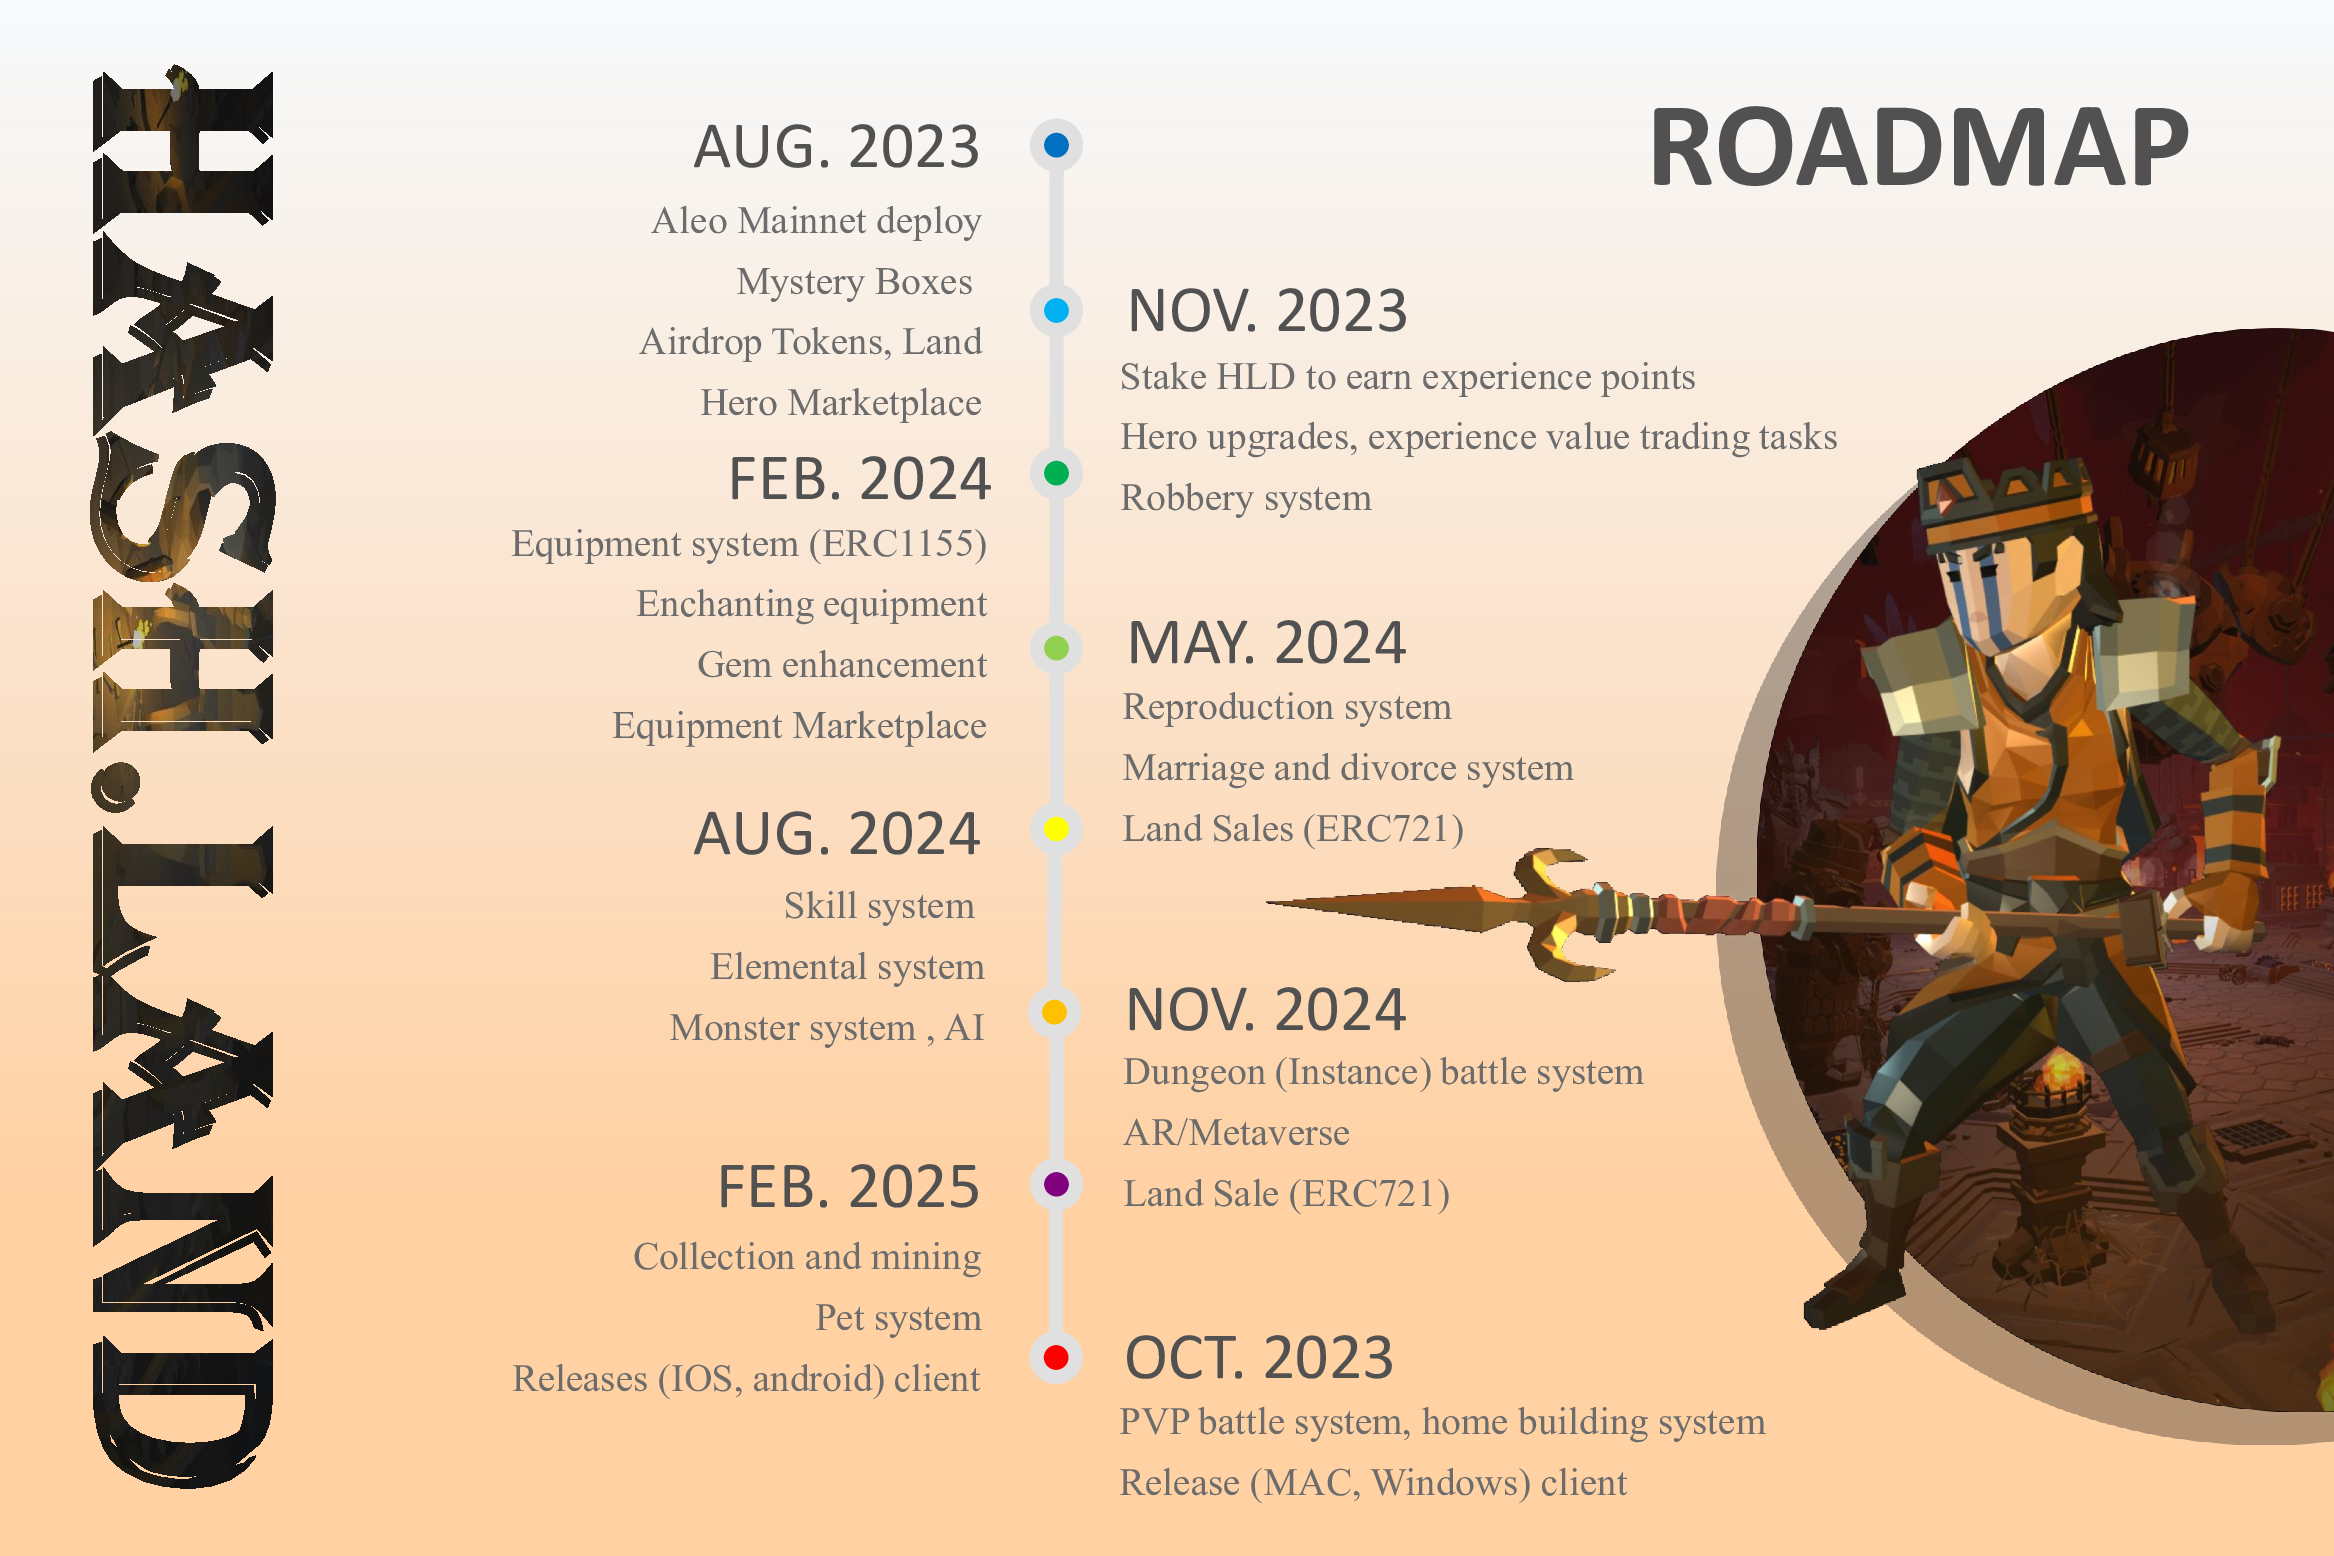 HASH.LAND
ROADMAP
AUG. 2023
Aleo Mainnet deploy
Mystery Boxes
Airdrop Tokens, Land
Hero Marketplace
NOV. 2023
Stake HLD to earn experience points
Hero upgrades, experience value trading tasks
Robbery system
FEB. 2024
Equipment system (ERC1155)
Enchanting equipment
Gem enhancement
Equipment Marketplace
MAY. 2024
Reproduction system
Marriage and divorce system
Land Sales (ERC721)
AUG. 2024
Skill system
Elemental system
Monster system , AI
NOV. 2024
Dungeon (Instance) battle system
AR/Metaverse
Land Sale (ERC721)
FEB. 2025
Collection and mining
Pet system
Releases (IOS, android) client
OCT. 2023
PVP battle system, home building system
Release (MAC, Windows) client